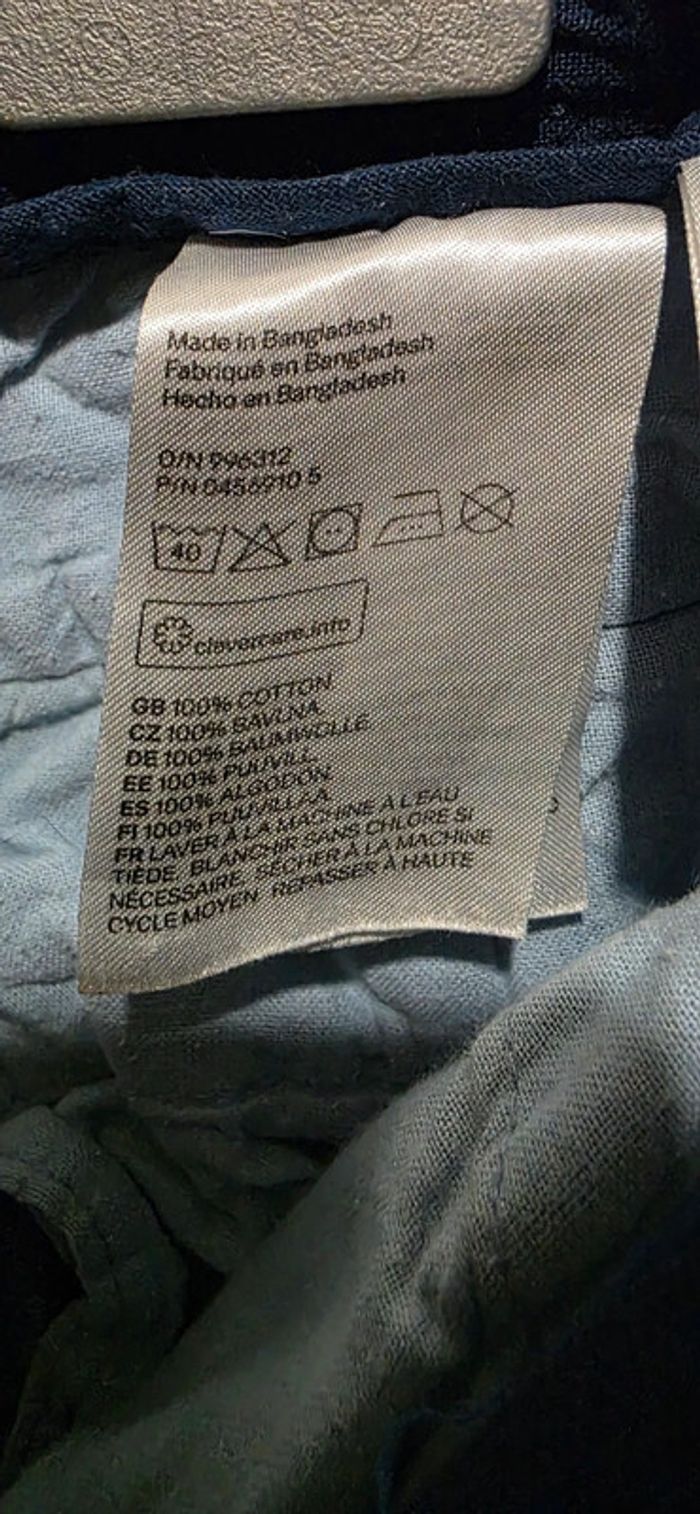 Made in Bangladesh
Fabriqué en Bangladesh
Hecho en Bangladesh
O/N 996312
P/N 0456910 5
40
clevercare.info
GB 100% COTTON
CZ 100% BAVLNA
DE 100% BAUMWOLLE
EE 100% PUUVILL
ES 100% ALGODÓN
FI 100% PUUVILLAA
FR LAVER À LA MACHINE À L EAU
TIÈDE, BLANCHIR SANS CHLORE SI
NÉCESSAIRE, SÉCHER À LA MACHINE
CYCLE MOYEN REPASSER À HAUTE